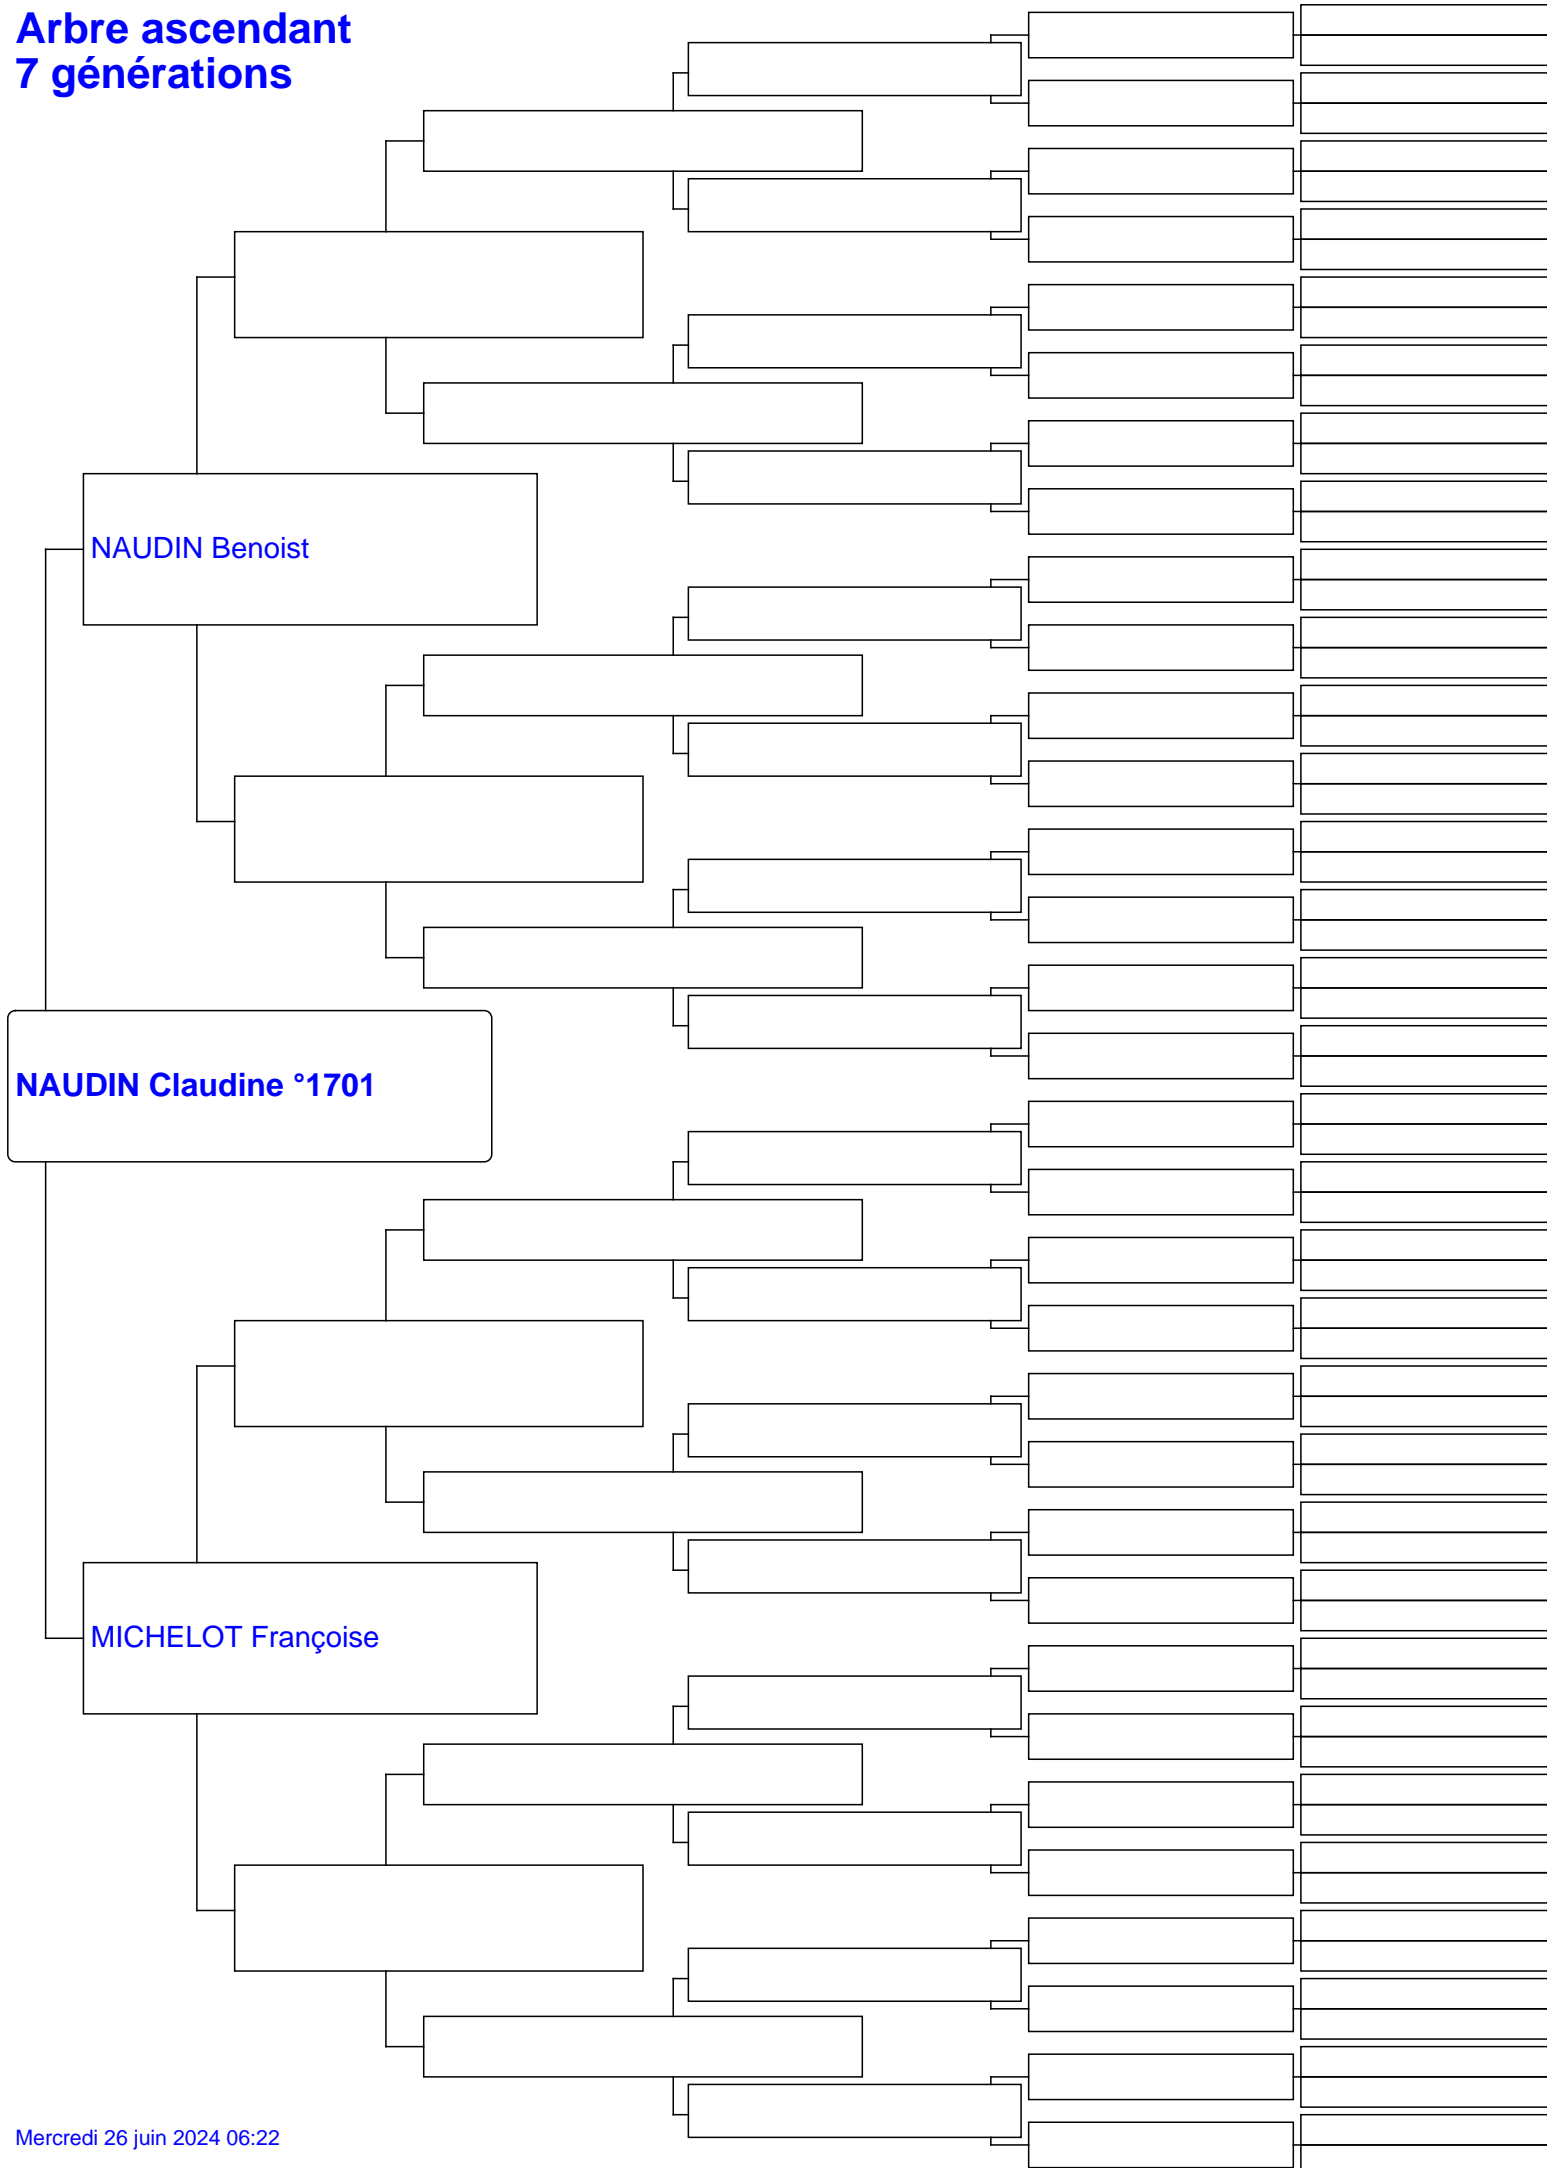 Arbre ascendant
7 générations
NAUDIN Benoist
NAUDIN Claudine °1701
MICHELOT Françoise
Mercredi 26 juin 2024 06:22